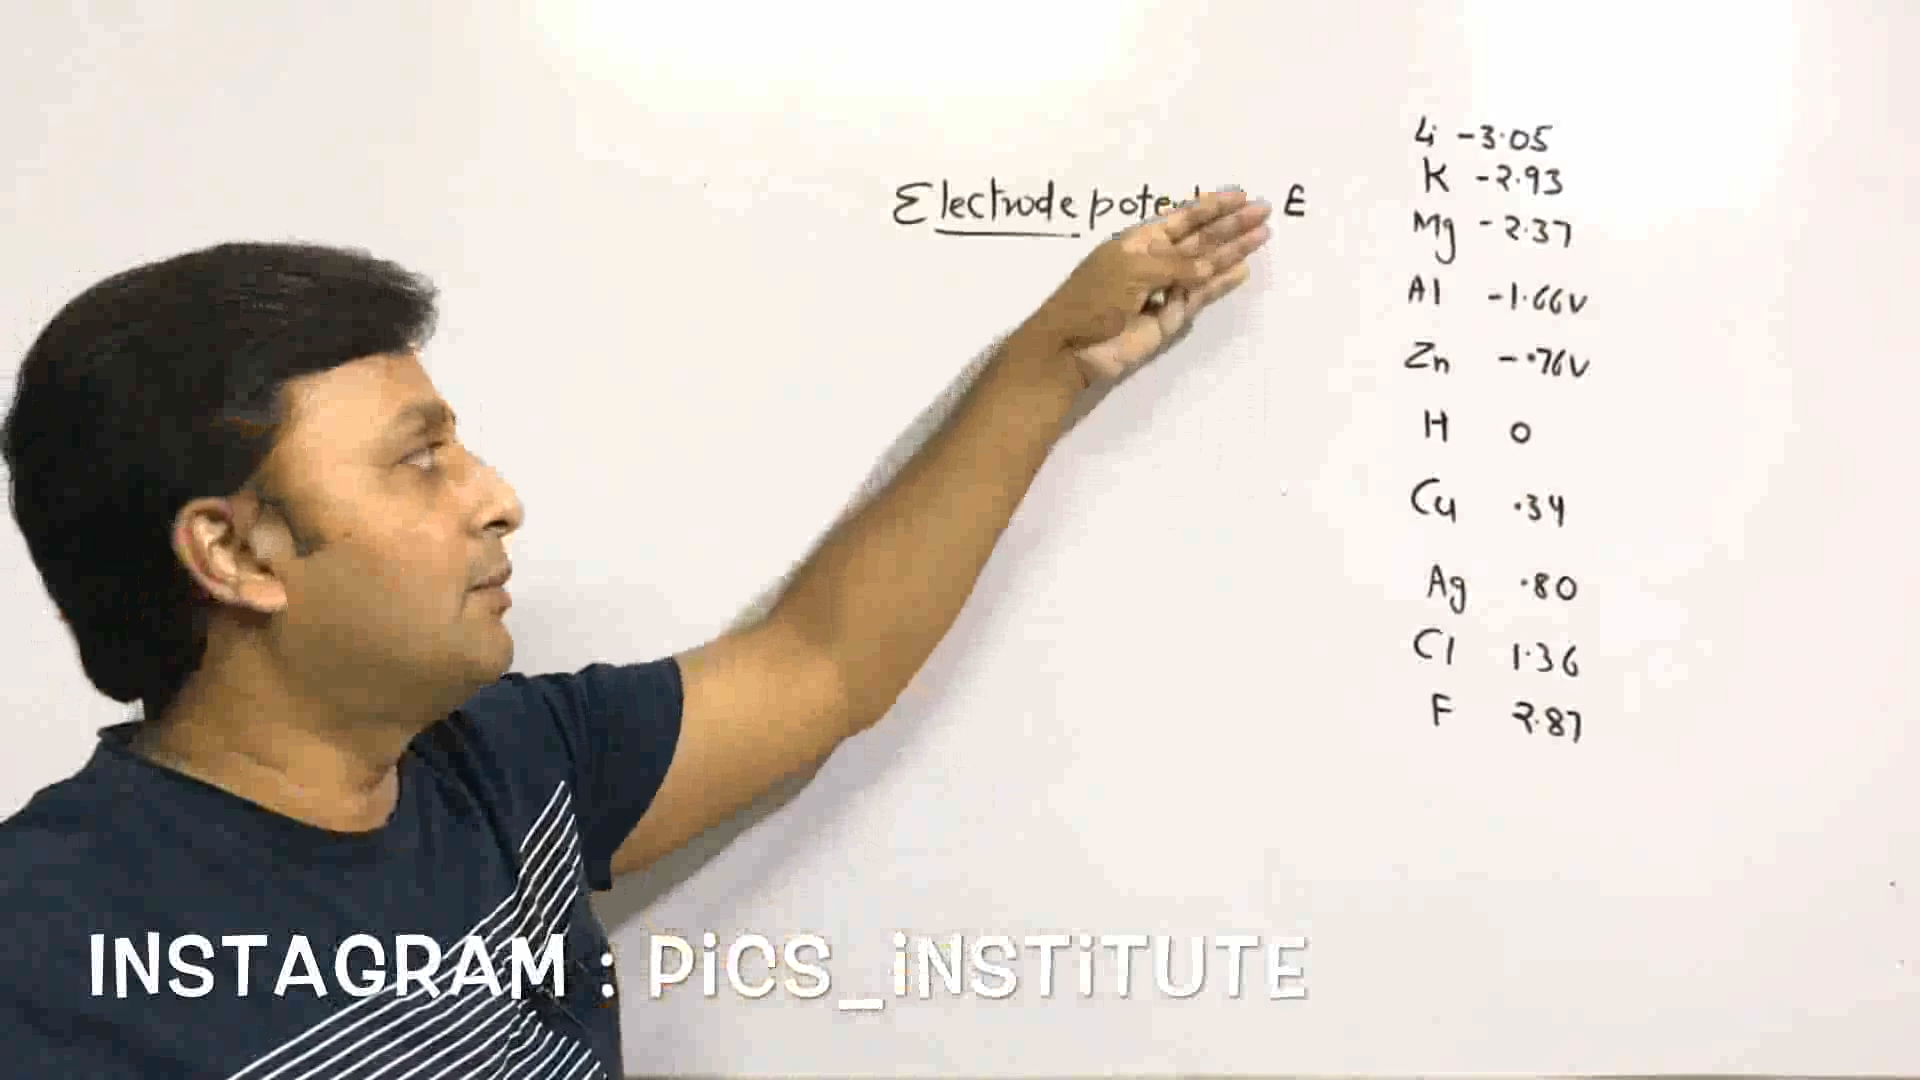 Electrode E
Li -3.05
K -2.93
Mg -2.37
Al -1.66V
Zn -.76V
H 0
Cu .34
Ag .80
Cl 1.36
F 2.87
INSTAGRAM : PiCS_iNSTiTUTE